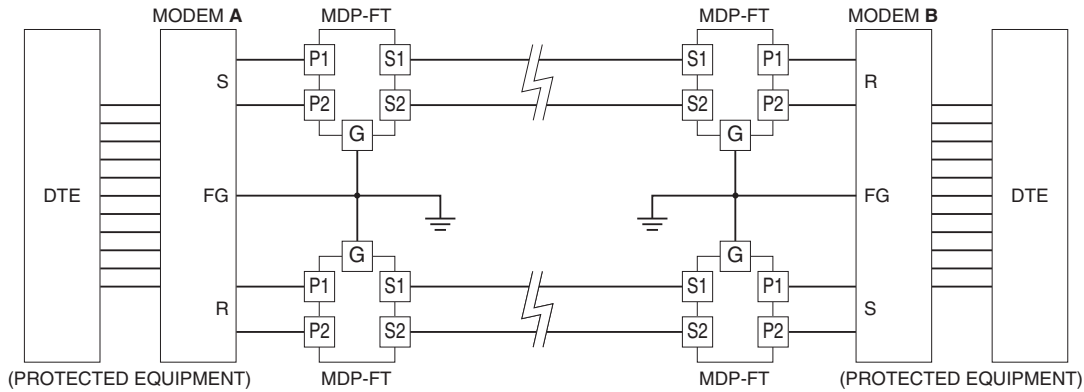 MODEM A MDP-FT MDP-FT MODEM B
P1 S1 S1 P1
S R
P2 S2 S2 P2
G G
DTE FG FG DTE
G G
P1 S1 S1 P1
R S
P2 S2 S2 P2
(PROTECTED EQUIPMENT) MDP-FT MDP-FT (PROTECTED EQUIPMENT)